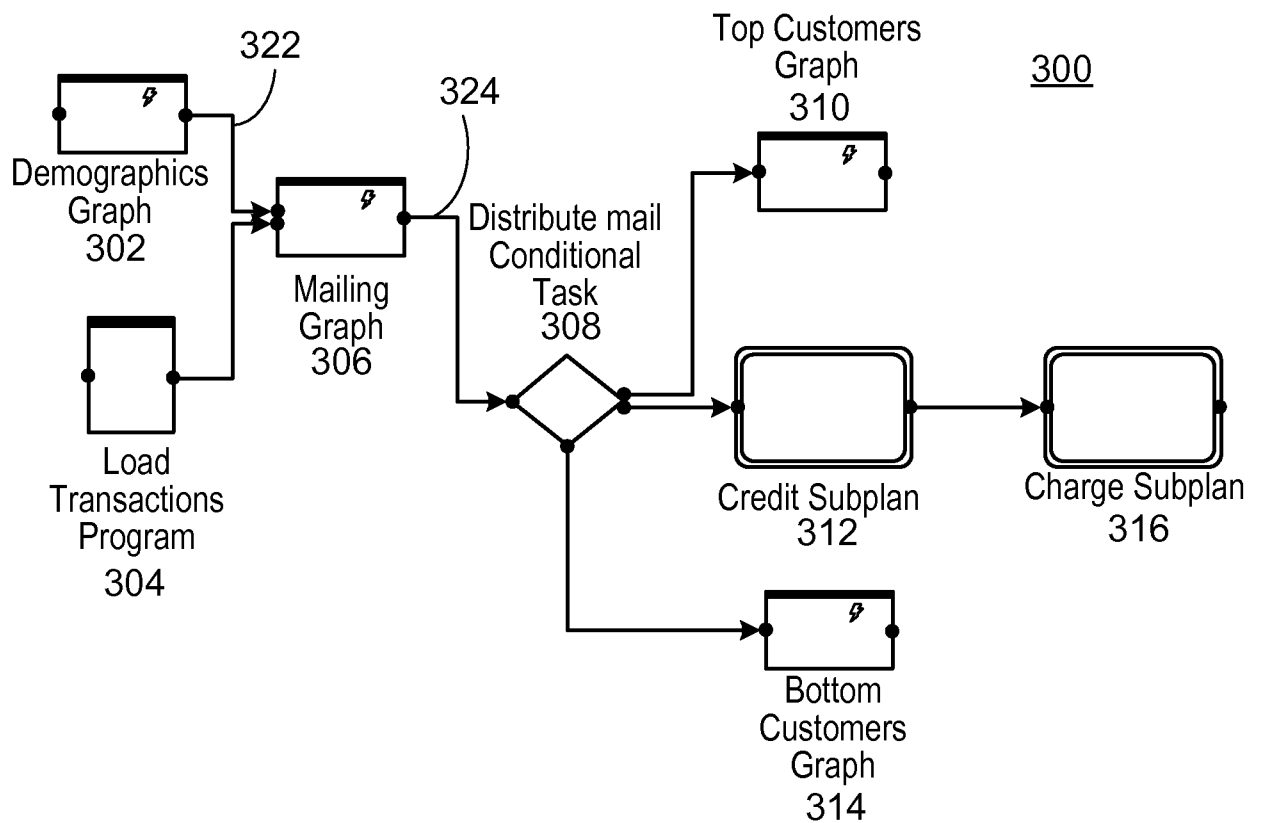 322
Demographics
Graph
302
324
Top Customers
Graph
310
300
Mailing
Graph
306
Distribute mail
Conditional
Task
308
Load
Transactions
Program
304
Credit Subplan
312
Charge Subplan
316
Bottom
Customers
Graph
314